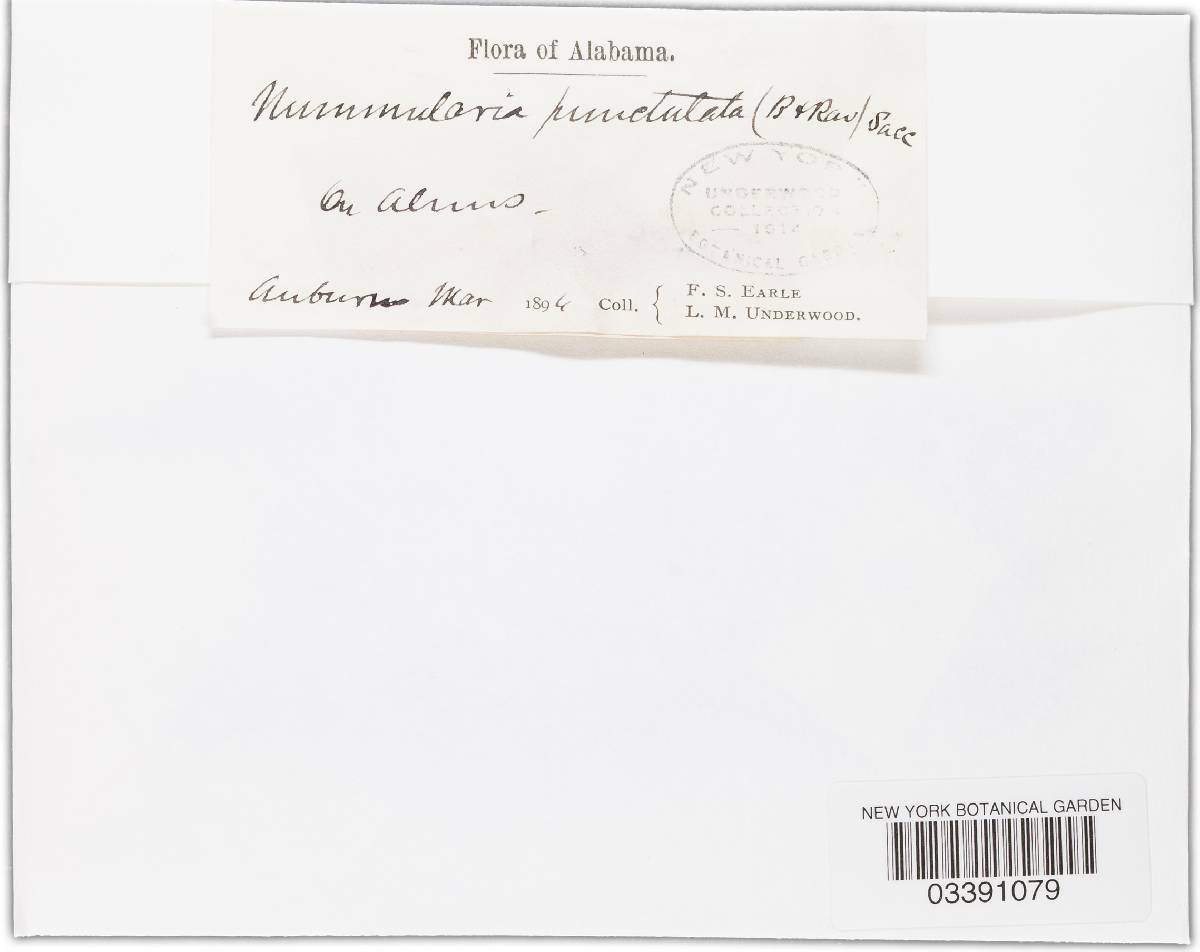 Flora of Alabama.
Nummularia punctulata (B & Rav) Sacc
On Alnus -
NEW YORK
UNDERWOOD
COLLECTION
— 1914
BOTANICAL GARDEN
Auburn Mar 1896 Coll. { F. S. EARLE
L. M. UNDERWOOD.
NEW YORK BOTANICAL GARDEN
03391079